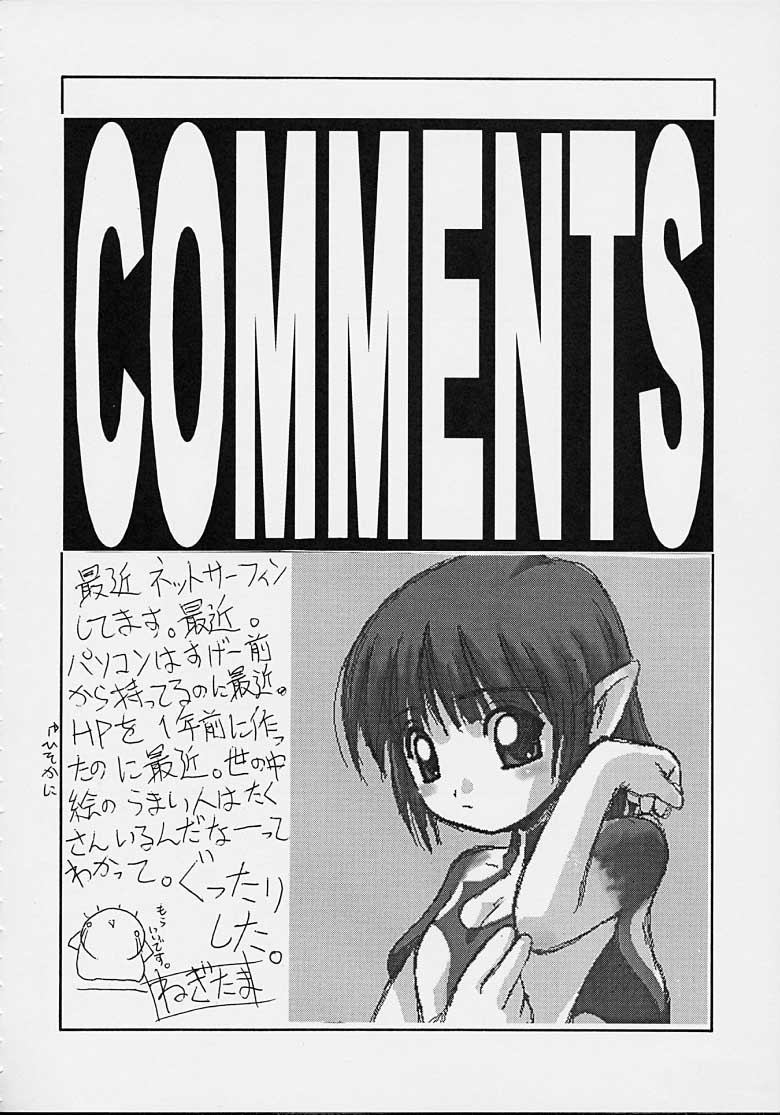 COMMENTS
最近 ネットサーフィン
してます。最近。
パソコンはすげー前
から持ってるのに最近。
HPを1年前に作っ
たのに最近。世の中
絵のうまい人はたく
さんいるんだなーって
わかって。ぐったり
した。
ひそかに
もう
いいです。
ねぎたま